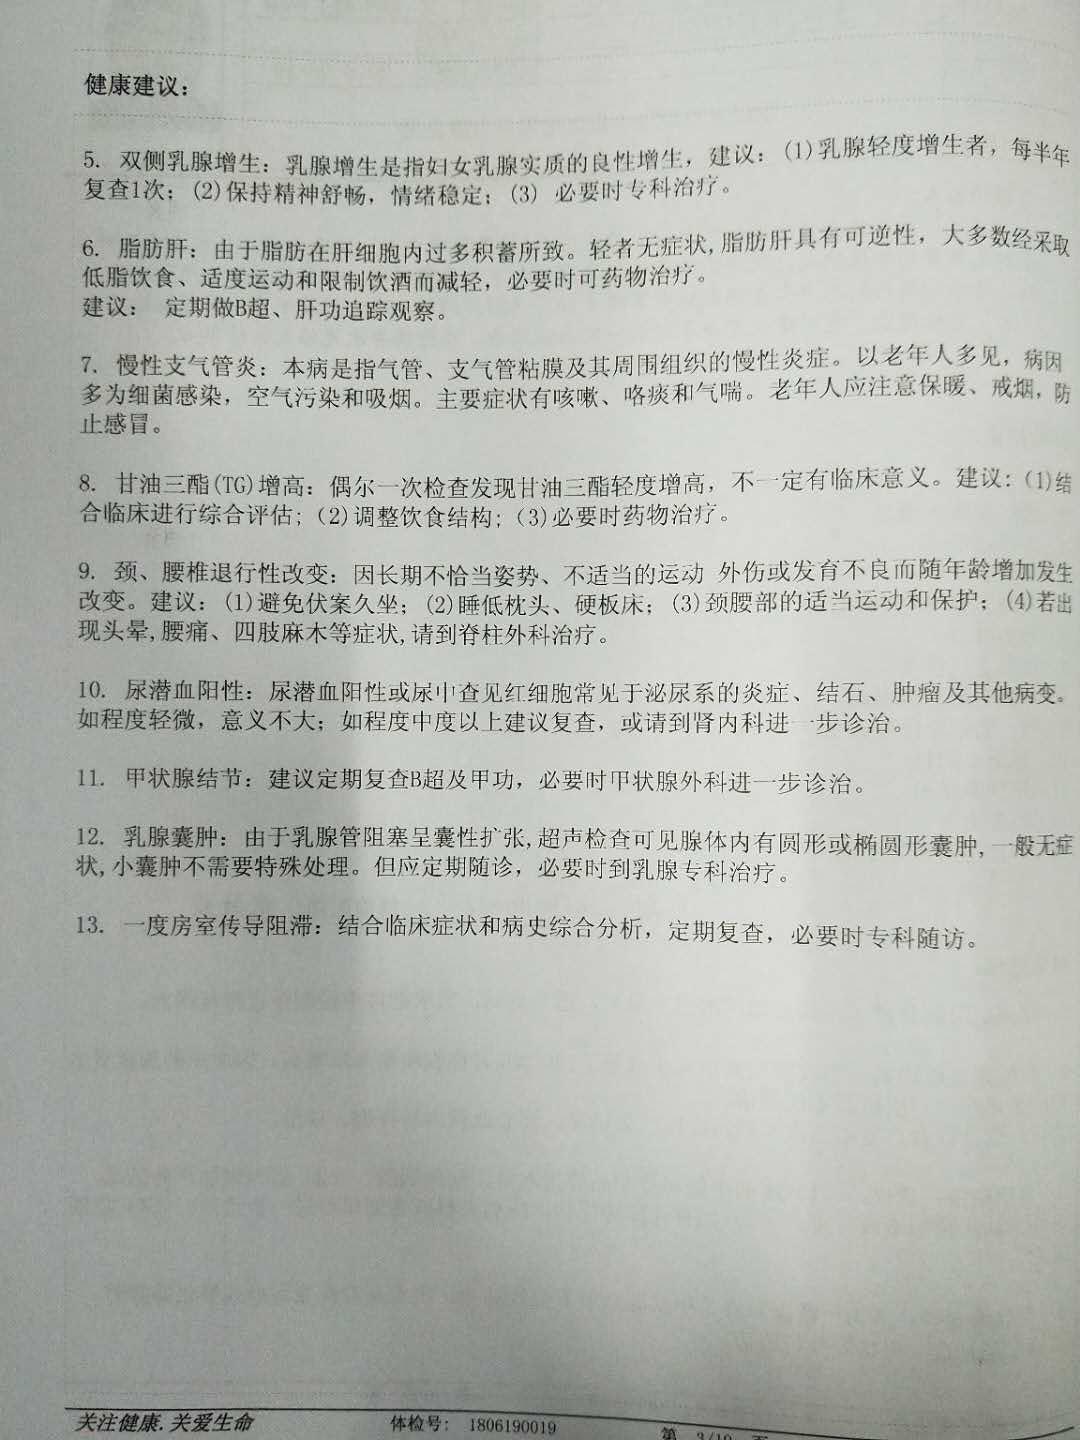 健康建议：
5. 双侧乳腺增生：乳腺增生是指妇女乳腺实质的良性增生，建议：(1)乳腺轻度增生者，每半年
复查1次；(2)保持精神舒畅，情绪稳定；(3) 必要时专科治疗。
6. 脂肪肝：由于脂肪在肝细胞内过多积蓄所致。轻者无症状,脂肪肝具有可逆性，大多数经采取
低脂饮食、适度运动和限制饮酒而减轻，必要时可药物治疗。
建议： 定期做B超、肝功追踪观察。
7. 慢性支气管炎：本病是指气管、支气管粘膜及其周围组织的慢性炎症。以老年人多见，病因
多为细菌感染，空气污染和吸烟。主要症状有咳嗽、咯痰和气喘。老年人应注意保暖、戒烟，防
止感冒。
8. 甘油三酯(TG)增高：偶尔一次检查发现甘油三酯轻度增高，不一定有临床意义。建议：(1)结
合临床进行综合评估；(2)调整饮食结构；(3)必要时药物治疗。
9. 颈、腰椎退行性改变：因长期不恰当姿势、不适当的运动 外伤或发育不良而随年龄增加发生
改变。建议：(1)避免伏案久坐；(2)睡低枕头、硬板床；(3)颈腰部的适当运动和保护；(4)若出
现头晕,腰痛、四肢麻木等症状,请到脊柱外科治疗。
10. 尿潜血阳性：尿潜血阳性或尿中查见红细胞常见于泌尿系的炎症、结石、肿瘤及其他病变。
如程度轻微，意义不大；如程度中度以上建议复查，或请到肾内科进一步诊治。
11. 甲状腺结节：建议定期复查B超及甲功，必要时甲状腺外科进一步诊治。
12. 乳腺囊肿：由于乳腺管阻塞呈囊性扩张,超声检查可见腺体内有圆形或椭圆形囊肿,一般无症
状,小囊肿不需要特殊处理。但应定期随诊，必要时到乳腺专科治疗。
13. 一度房室传导阻滞：结合临床症状和病史综合分析，定期复查，必要时专科随访。
关注健康.关爱生命 体检号： 1806190019 第 3/19 页